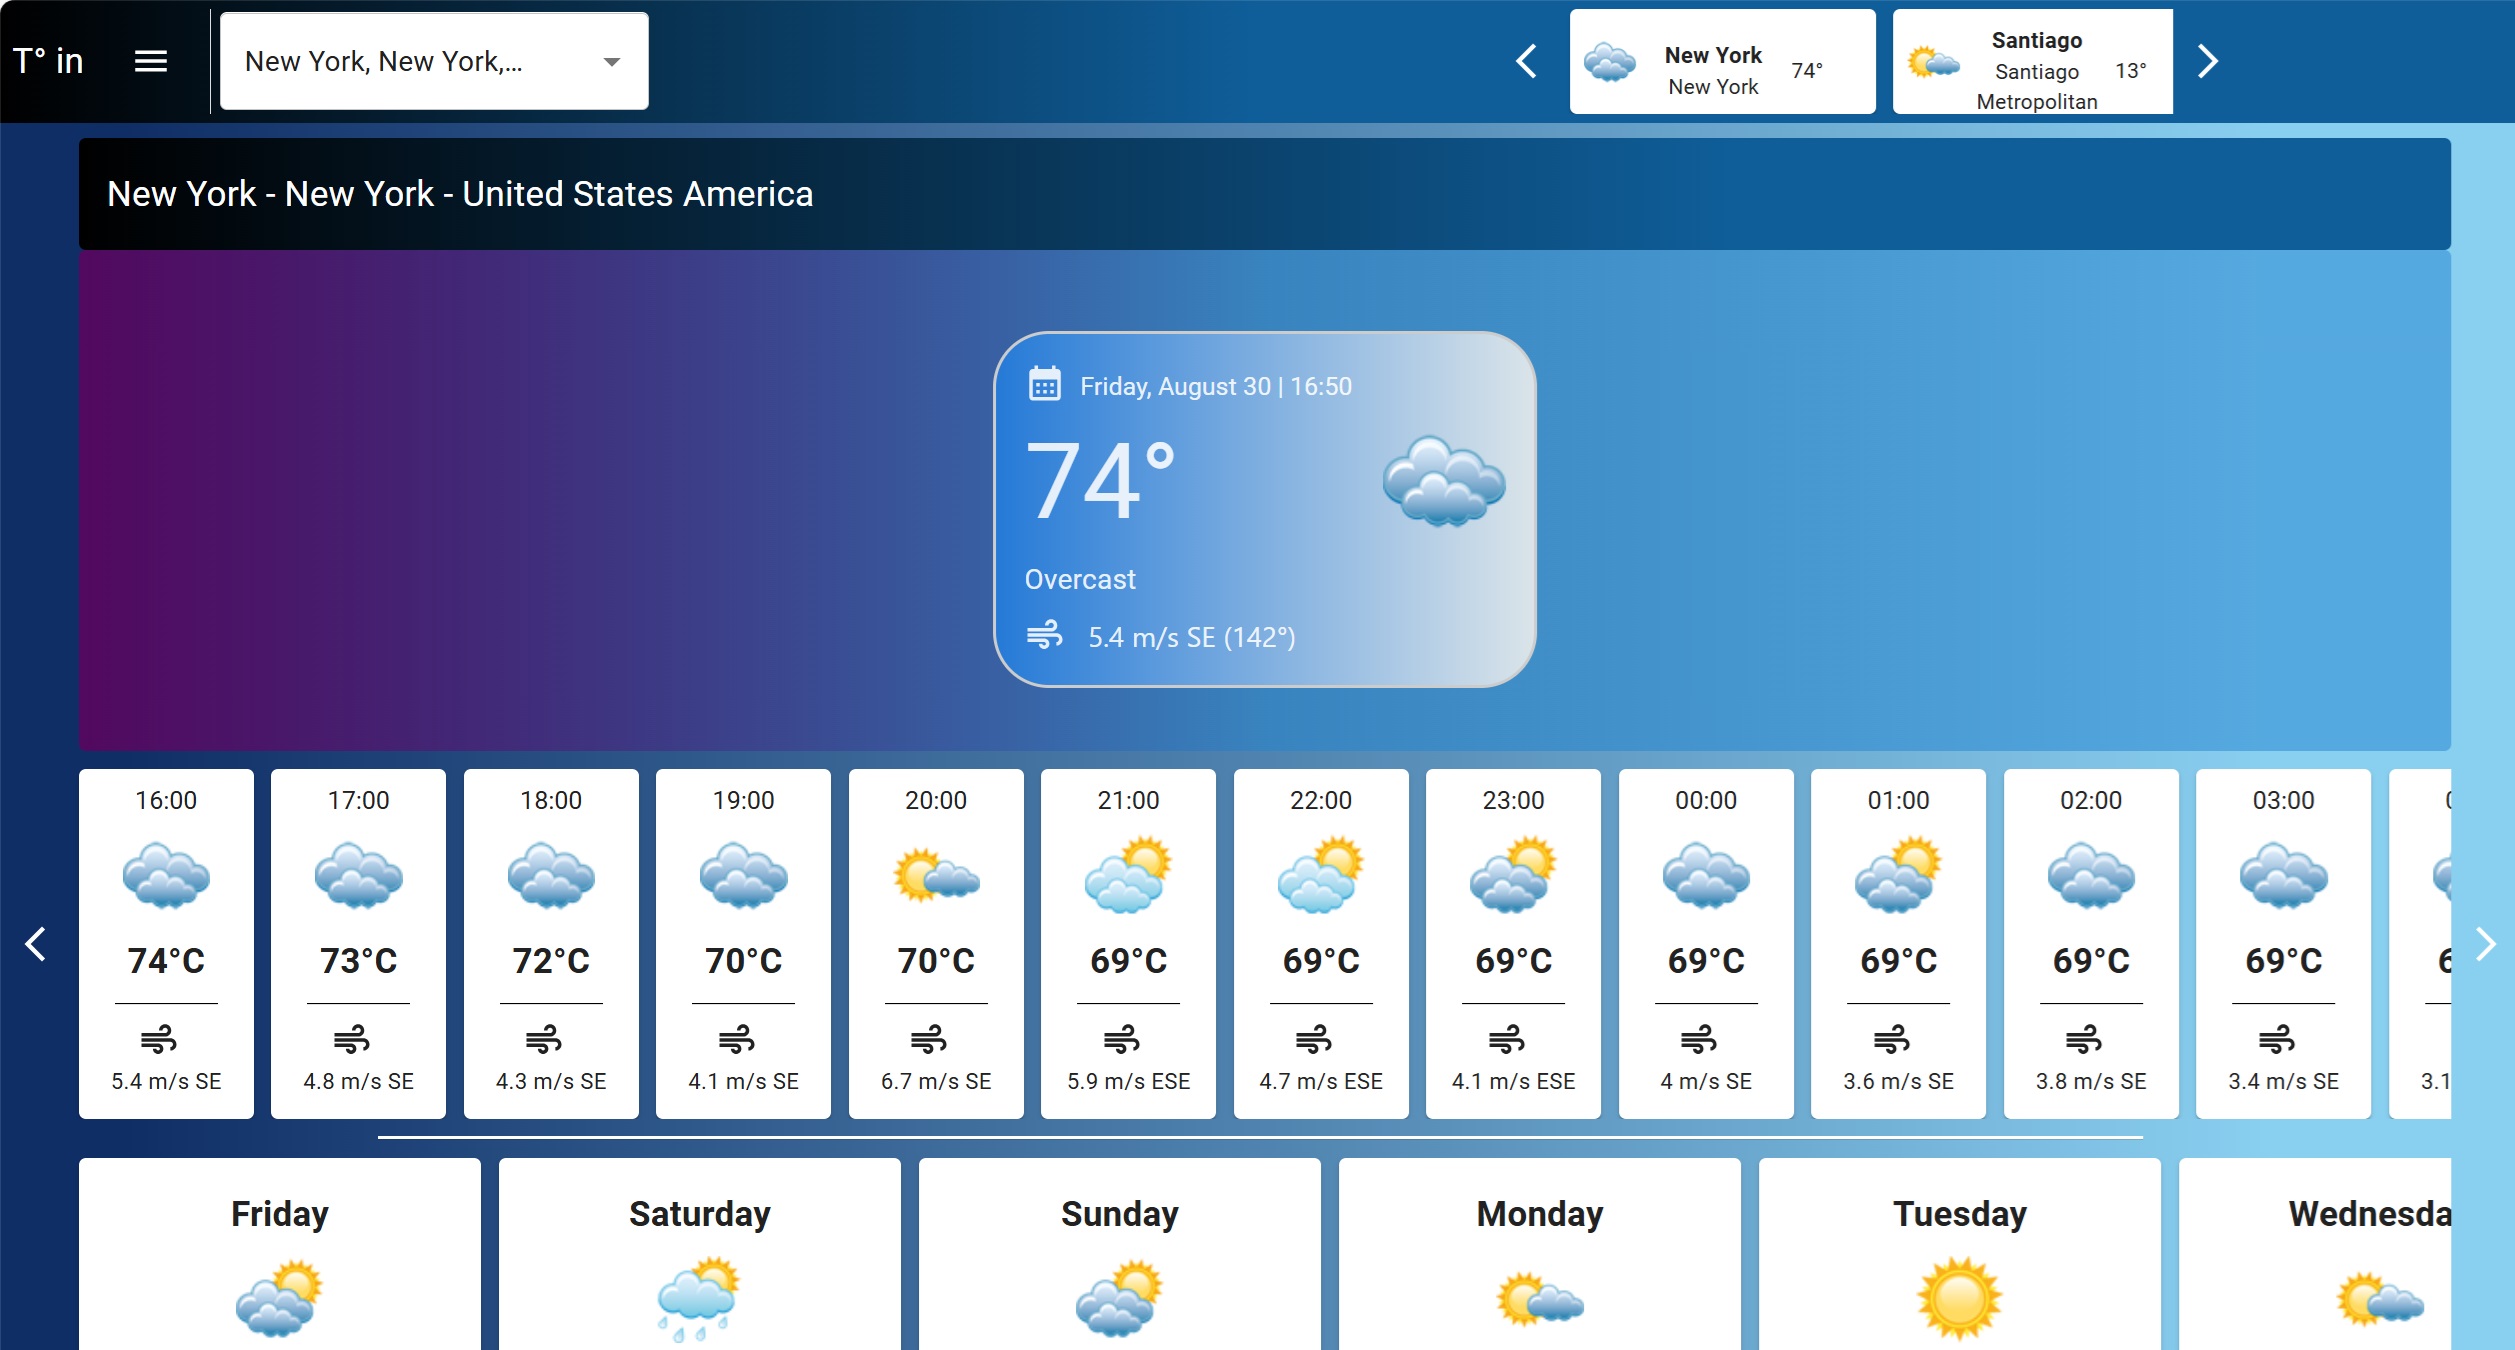 T° in
New York, New York,...
New York
New York
74°
Santiago
Santiago
Metropolitan
13°
New York - New York - United States America
Friday, August 30 | 16:50
74°
Overcast
5.4 m/s SE (142°)
16:00 17:00 18:00 19:00 20:00 21:00 22:00 23:00 00:00 01:00 02:00 03:00
74°C 73°C 72°C 70°C 70°C 69°C 69°C 69°C 69°C 69°C 69°C 69°C
5.4 m/s SE 4.8 m/s SE 4.3 m/s SE 4.1 m/s SE 6.7 m/s SE 5.9 m/s ESE 4.7 m/s ESE 4.1 m/s ESE 4 m/s SE 3.6 m/s SE 3.8 m/s SE 3.4 m/s SE 3.1
Friday Saturday Sunday Monday Tuesday Wednesda